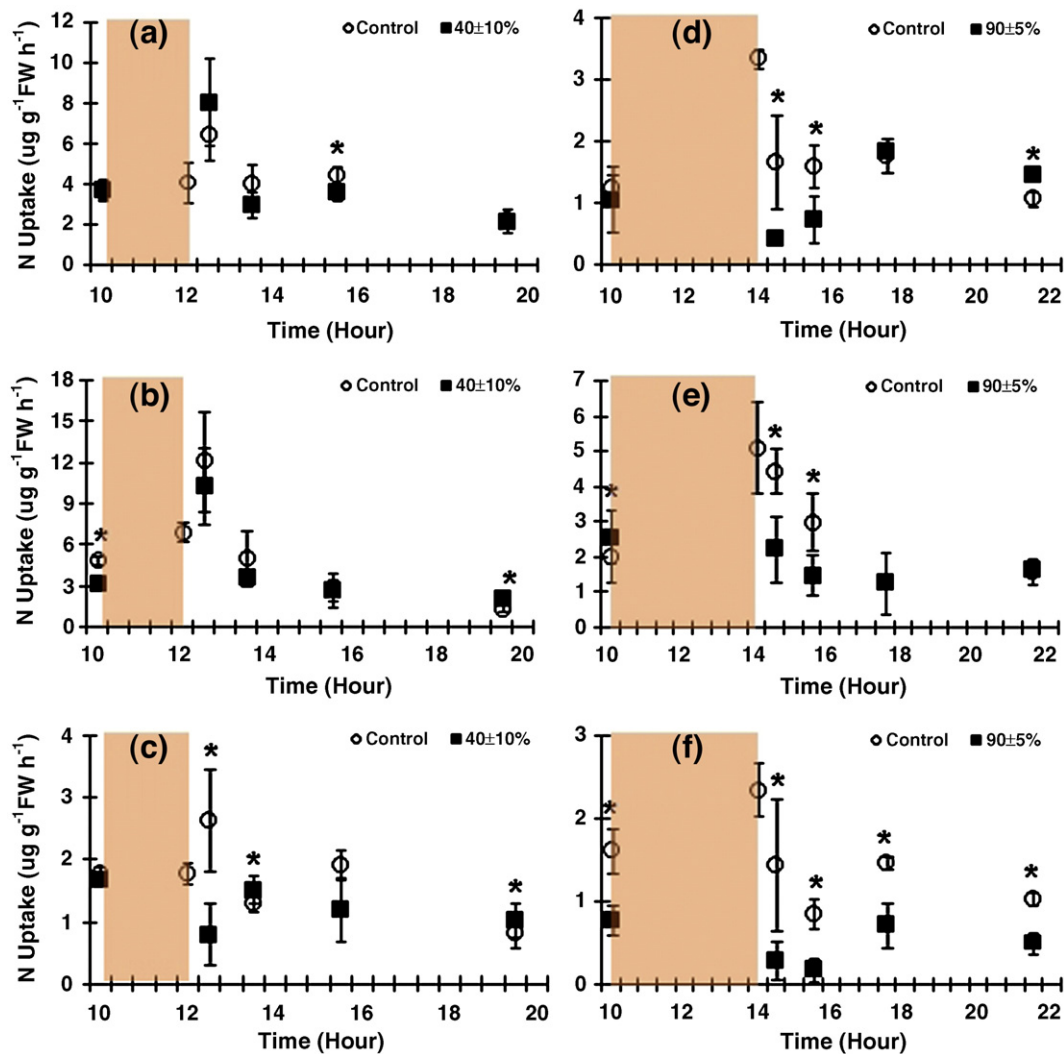 (a)
Control 40±10%
N Uptake (ug g⁻¹FW h⁻¹)
12
10
8
6
4
2
0
*
10 12 14 16 18 20
Time (Hour)
(d)
Control 90±5%
4
3
2
1
0
* * *
10 12 14 16 18 20 22
Time (Hour)
(b)
Control 40±10%
N Uptake (ug g⁻¹FW h⁻¹)
18
15
12
9
6
3
0
* *
10 12 14 16 18 20
Time (Hour)
(e)
Control 90±5%
7
6
5
4
3
2
1
0
* * *
10 12 14 16 18 20 22
Time (Hour)
(c)
Control 40±10%
N Uptake (ug g⁻¹FW h⁻¹)
4
3
2
1
0
* * *
10 12 14 16 18 20
Time (Hour)
(f)
Control 90±5%
3
2
1
0
* * * * *
10 12 14 16 18 20 22
Time (Hour)